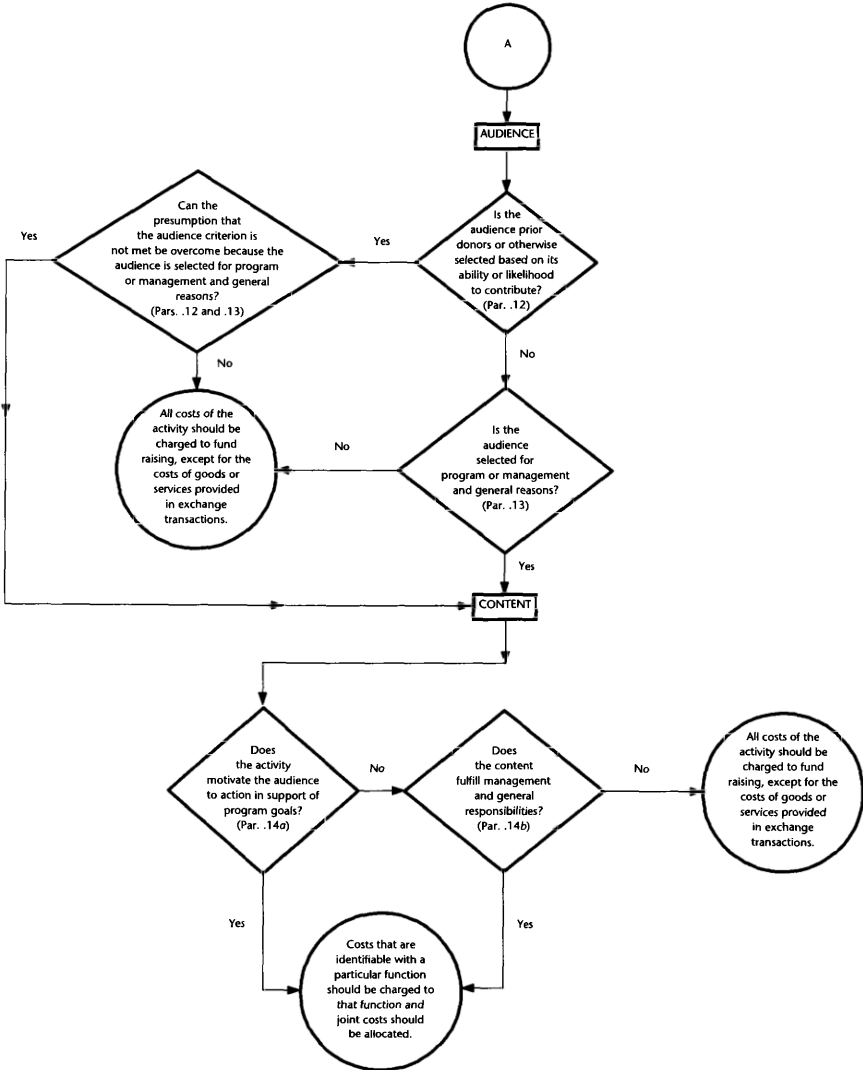 A
AUDIENCE
Is the
audience prior
donors or otherwise
selected based on its
ability or likelihood
to contribute?
(Par. .12)
Yes
Can the
presumption that
the audience criterion is
not met be overcome because the
audience is selected for program
or management and general
reasons?
(Pars. .12 and .13)
Yes
No
No
All costs of the
activity should be
charged to fund
raising, except for the
costs of goods or
services provided
in exchange
transactions.
No
Is the
audience
selected for
program or management
and general reasons?
(Par. .13)
Yes
CONTENT
Does
the activity
motivate the audience
to action in support of
program goals?
(Par. .14a)
No
Does
the content
fulfill management
and general
responsibilities?
(Par. .14b)
No
All costs of the
activity should be
charged to fund
raising, except for the
costs of goods or
services provided
in exchange
transactions.
Yes
Yes
Costs that are
identifiable with a
particular function
should be charged to
that function and
joint costs should
be allocated.